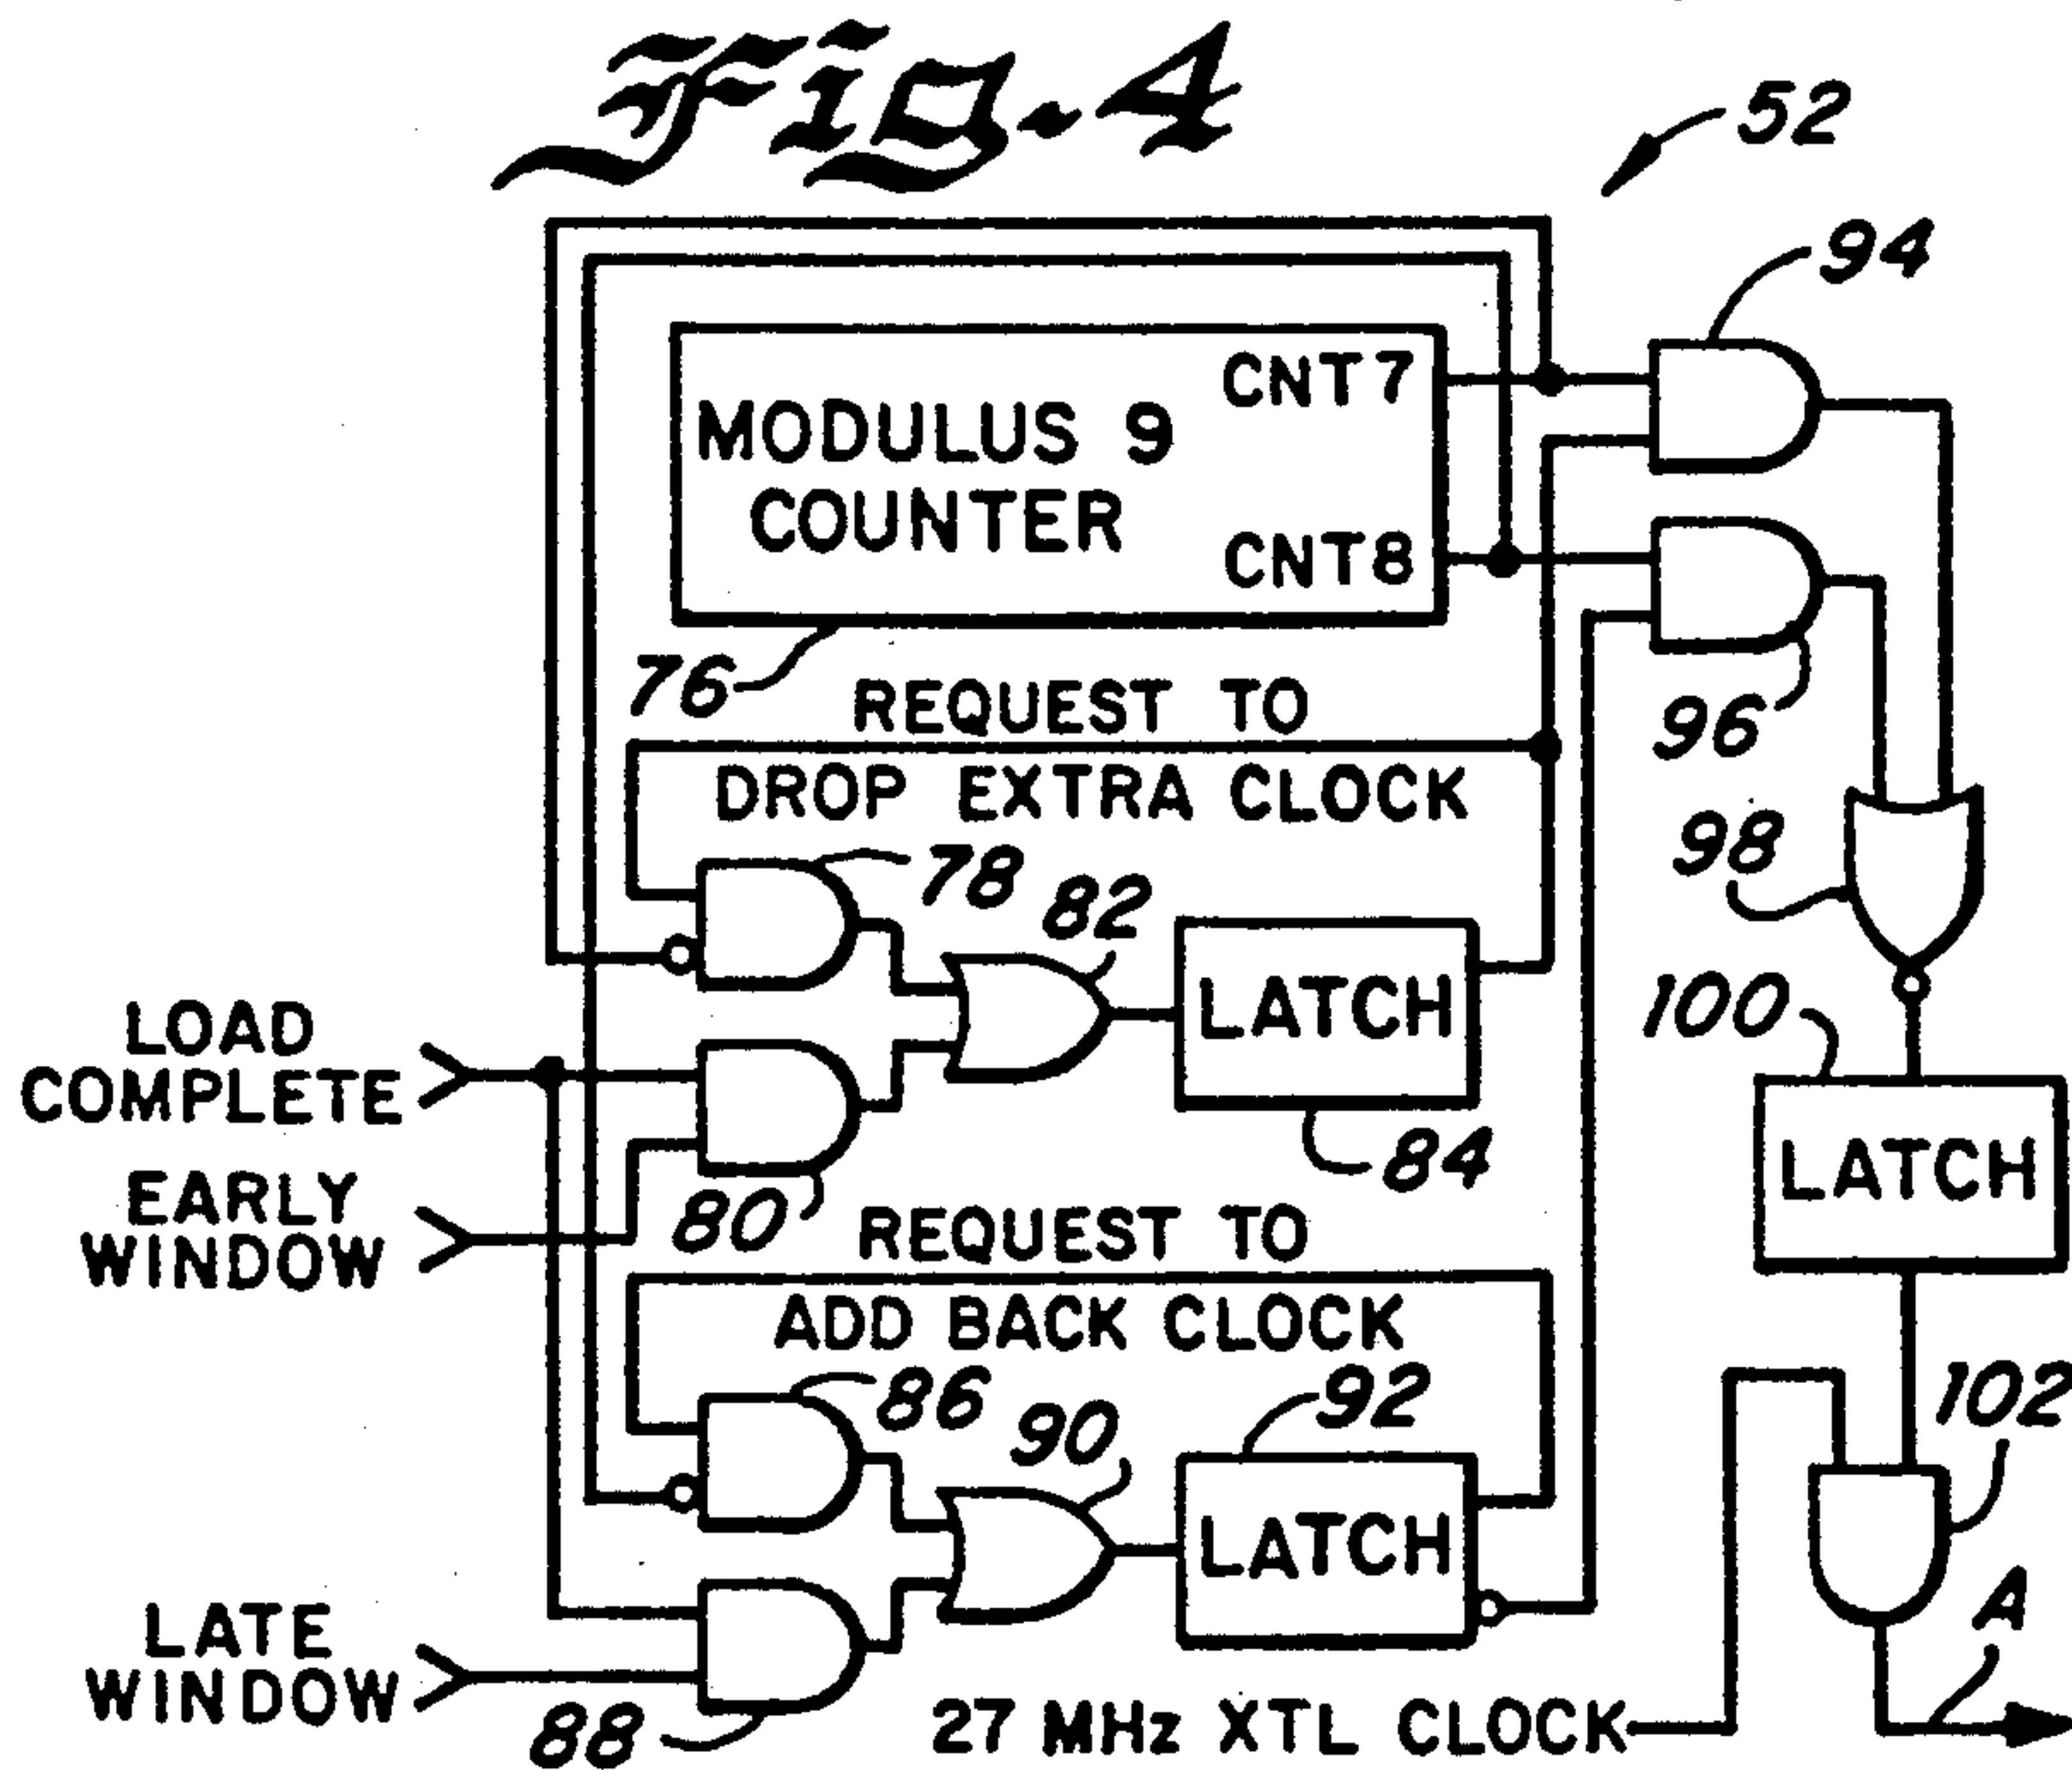 Fig. 4
52
94
CNT7
MODULUS 9
COUNTER
CNT8
76
REQUEST TO
96
DROP EXTRA CLOCK
98
78
82
LATCH
100
LOAD
COMPLETE
84
LATCH
EARLY
WINDOW
80
REQUEST TO
ADD BACK CLOCK
86
92
102
90
LATCH
A
LATE
WINDOW
88
27 MHz XTL CLOCK